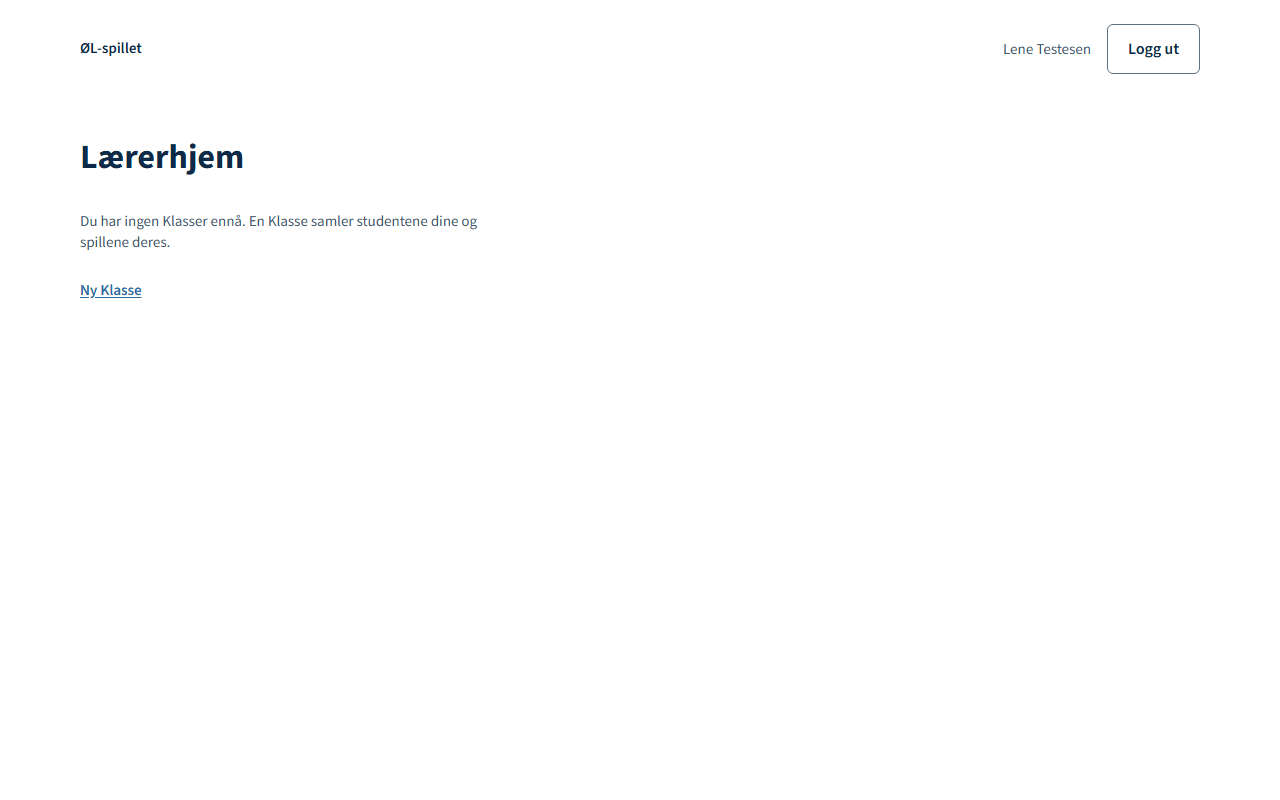 ØL-spillet
Lene Testesen
Logg ut
Lærerhjem
Du har ingen Klasser ennå. En Klasse samler studentene dine og
spillene deres.
Ny Klasse